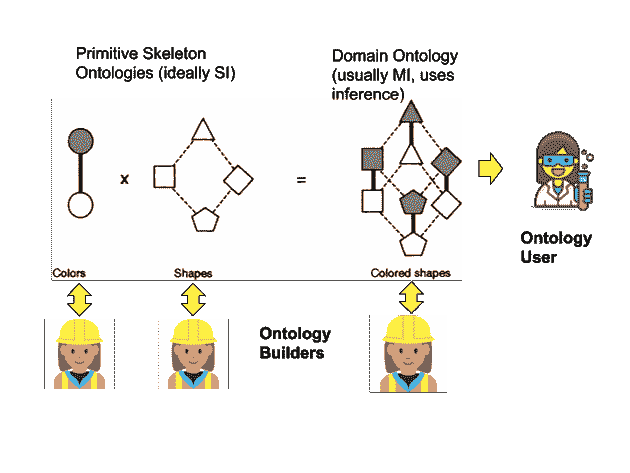 Primitive Skeleton
Ontologies (ideally SI)
Domain Ontology
(usually MI, uses
inference)
x
=
Colors
Shapes
Colored shapes
Ontology
User
Ontology
Builders